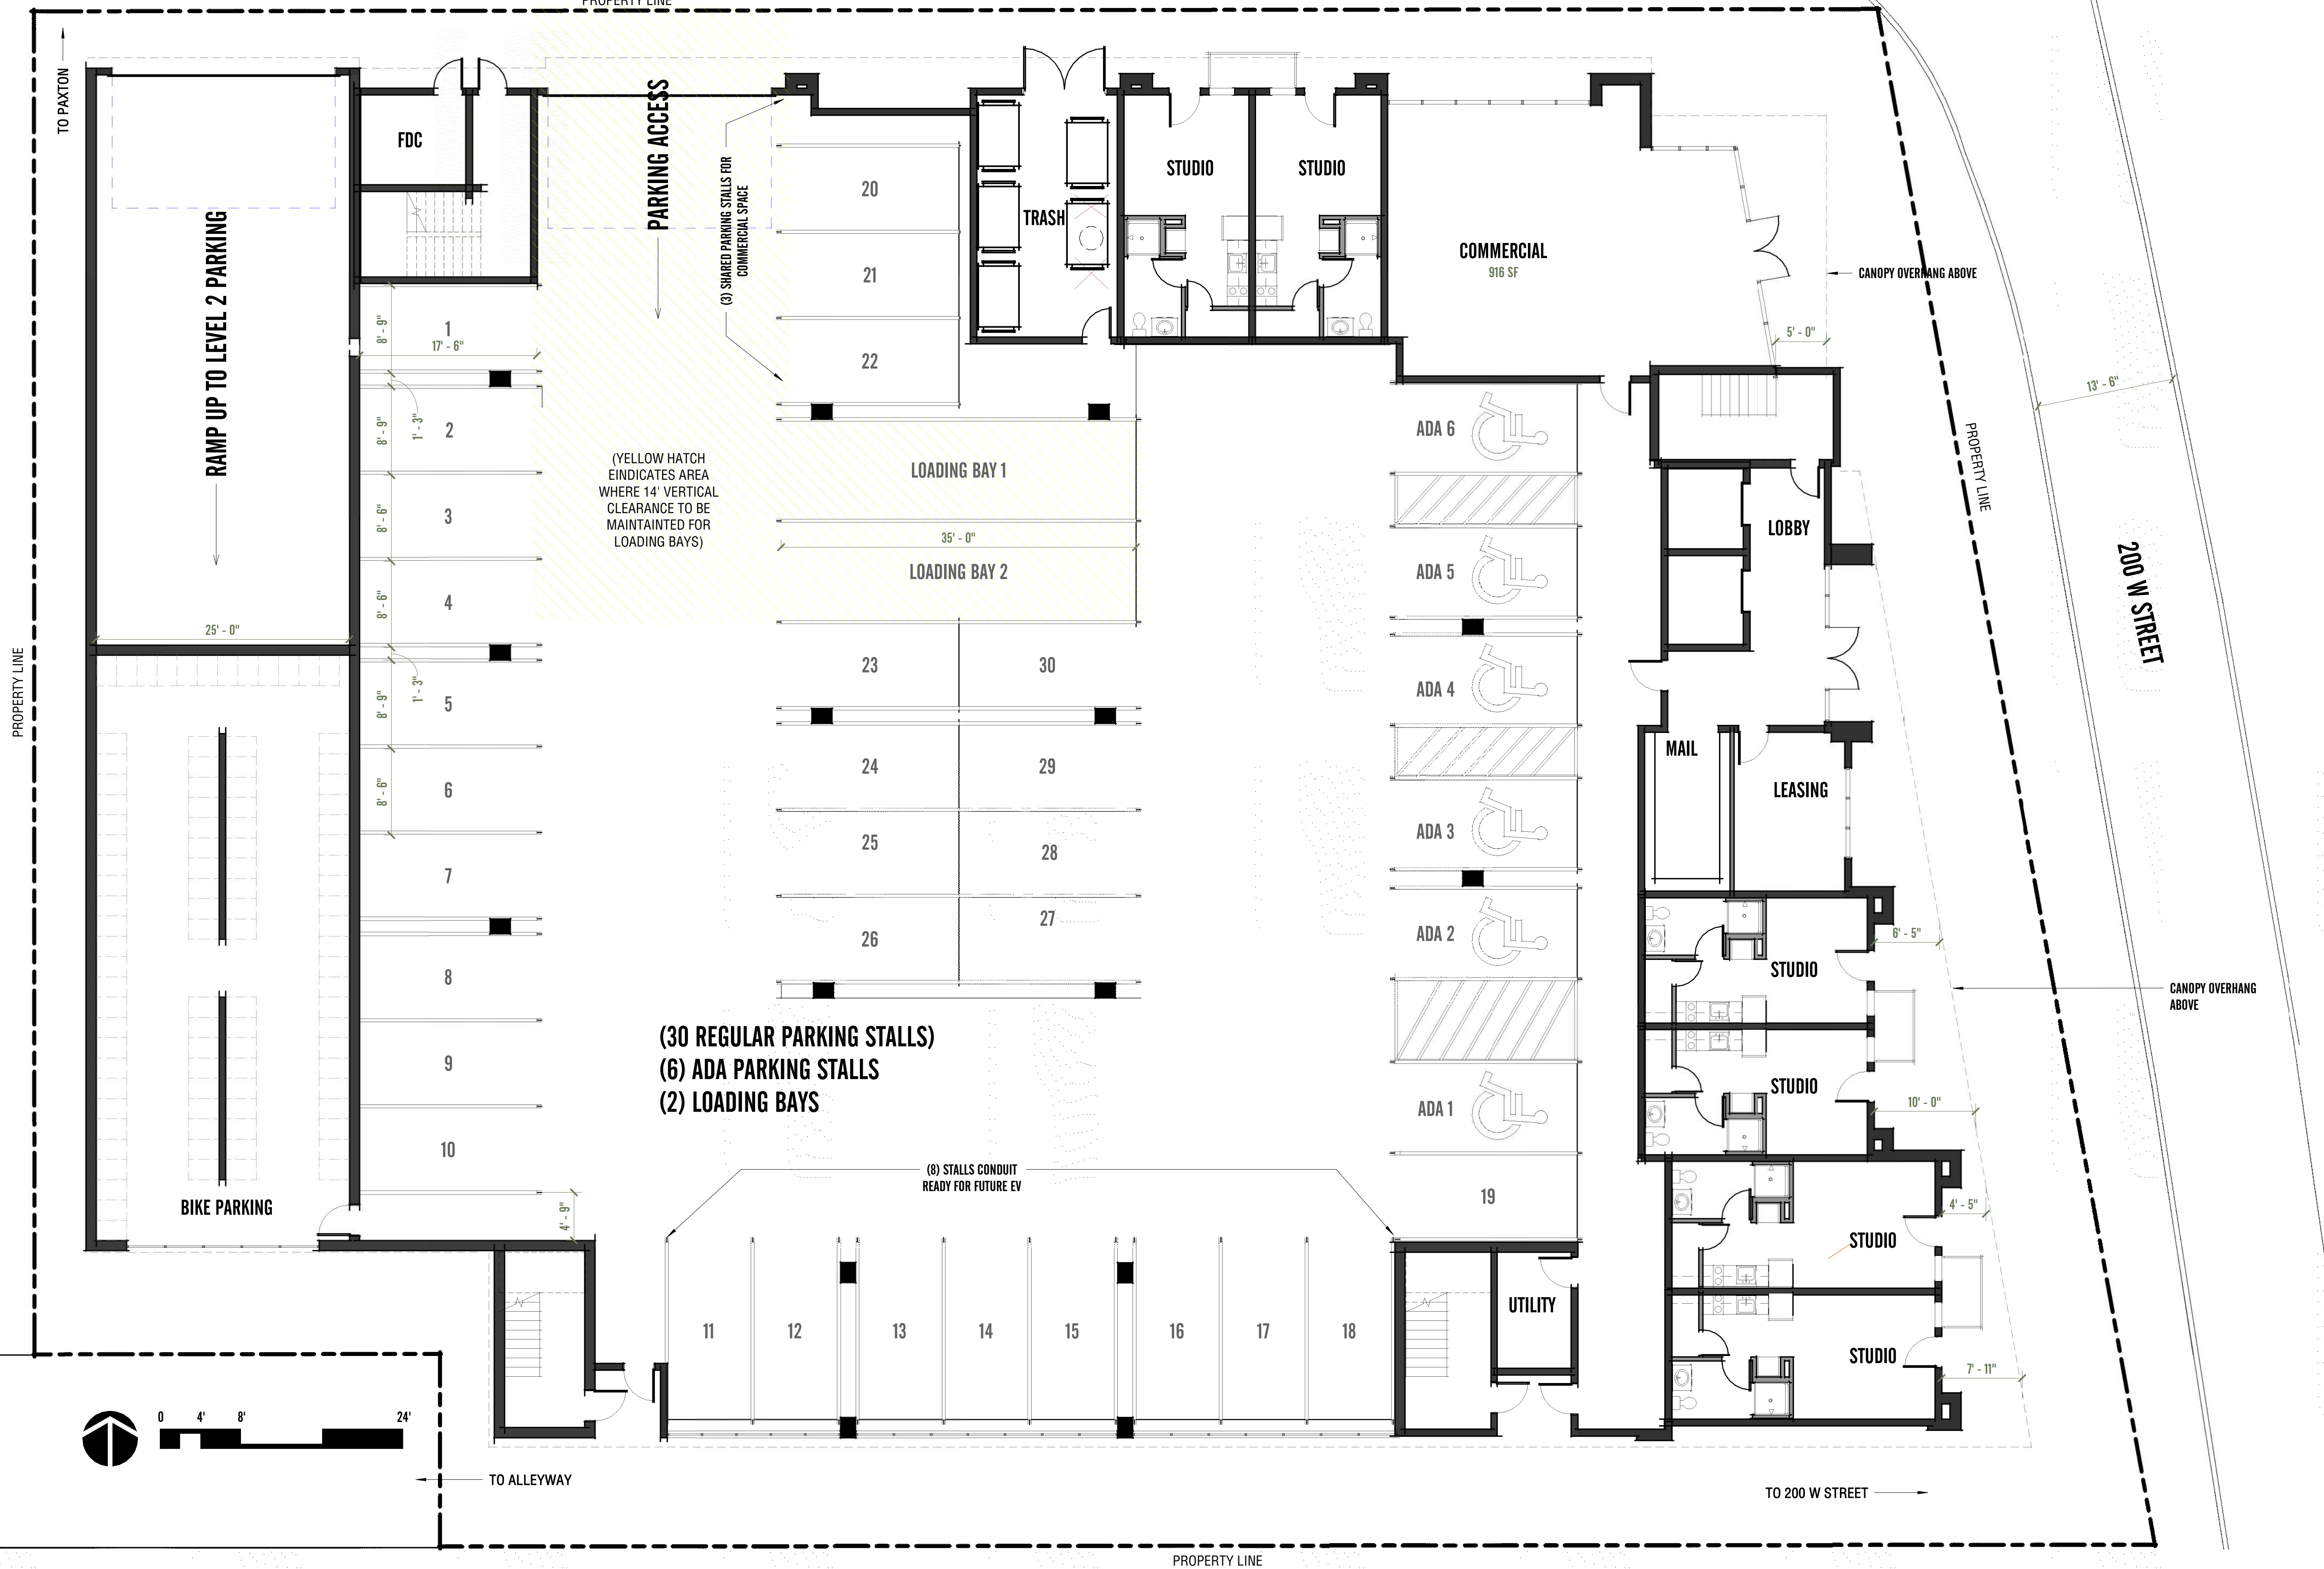 PROPERTY LINE
TO PAXTON
RAMP UP TO LEVEL 2 PARKING
25' - 0"
FDC
PARKING ACCESS
(3) SHARED PARKING STALLS FOR
COMMERCIAL SPACE
20
21
22
TRASH
STUDIO
STUDIO
COMMERCIAL
916 SF
CANOPY OVERHANG ABOVE
5' - 0"
13' - 6"
PROPERTY LINE
200 W STREET
1
8' - 9"
17' - 6"
1' - 3"
2
8' - 9"
3
8' - 6"
4
8' - 6"
1' - 3"
5
8' - 9"
6
8' - 6"
7
8
9
10
4' - 9"
(YELLOW HATCH
EINDICATES AREA
WHERE 14' VERTICAL
CLEARANCE TO BE
MAINTAINTED FOR
LOADING BAYS)
LOADING BAY 1
35' - 0"
LOADING BAY 2
23
30
24
29
25
28
26
27
ADA 6
ADA 5
ADA 4
ADA 3
ADA 2
ADA 1
19
LOBBY
MAIL
LEASING
STUDIO
6' - 5"
CANOPY OVERHANG
ABOVE
STUDIO
10' - 0"
STUDIO
4' - 5"
STUDIO
7' - 11"
(30 REGULAR PARKING STALLS)
(6) ADA PARKING STALLS
(2) LOADING BAYS
(8) STALLS CONDUIT
READY FOR FUTURE EV
PROPERTY LINE
BIKE PARKING
11
12
13
14
15
16
17
18
UTILITY
0 4' 8' 24'
TO ALLEYWAY
TO 200 W STREET
PROPERTY LINE